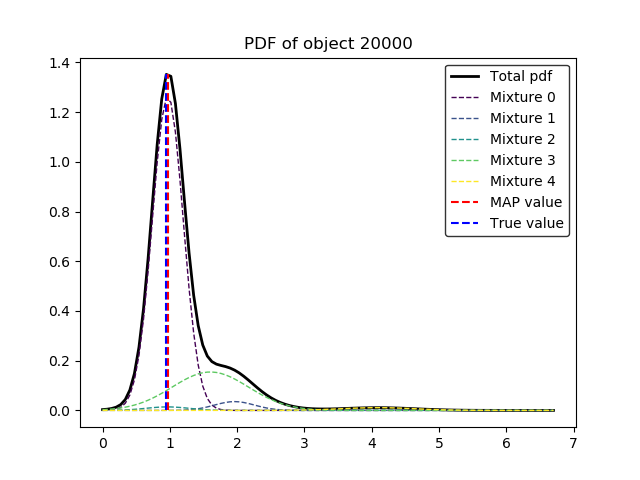 PDF of object 20000
1.4
1.2
1.0
0.8
0.6
0.4
0.2
0.0
Total pdf
Mixture 0
Mixture 1
Mixture 2
Mixture 3
Mixture 4
MAP value
True value
0 1 2 3 4 5 6 7